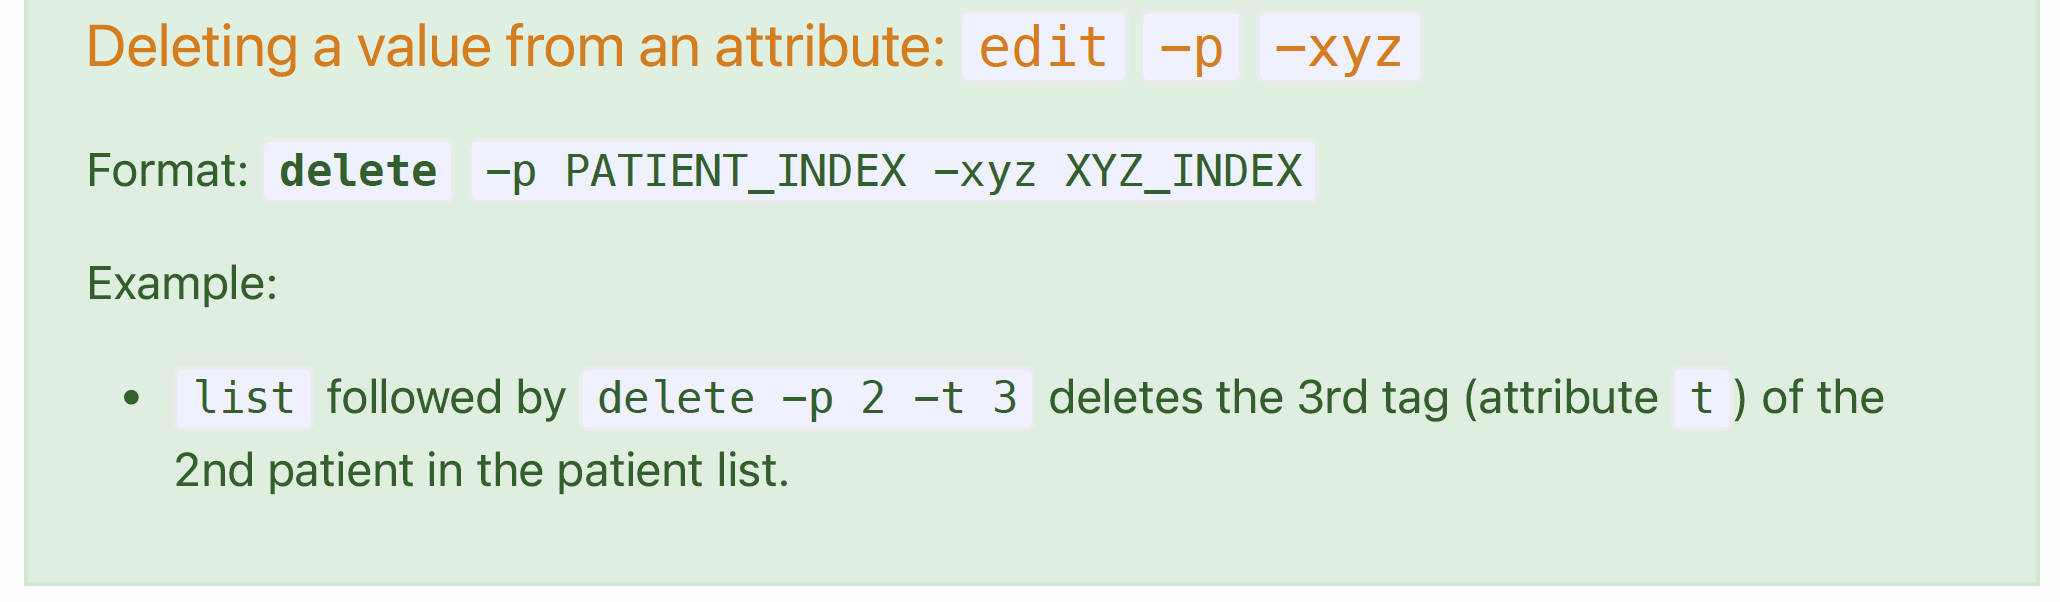 Deleting a value from an attribute: edit -p -xyz
Format: delete -p PATIENT_INDEX -xyz XYZ_INDEX
Example:
• list followed by delete -p 2 -t 3 deletes the 3rd tag (attribute t) of the
2nd patient in the patient list.